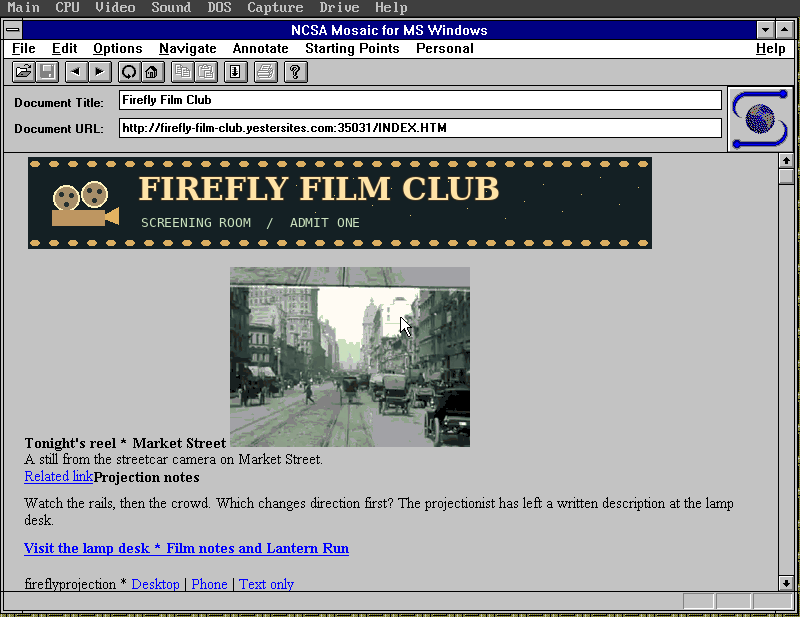 Main CPU Video Sound DOS Capture Drive Help
NCSA Mosaic for MS Windows
File Edit Options Navigate Annotate Starting Points Personal Help
Document Title: Firefly Film Club
Document URL: http://firefly-film-club.yestersites.com:35031/INDEX.HTM
FIREFLY FILM CLUB
SCREENING ROOM / ADMIT ONE
Tonight's reel * Market Street
A still from the streetcar camera on Market Street.
Related linkProjection notes
Watch the rails, then the crowd. Which changes direction first? The projectionist has left a written description at the lamp
desk.
Visit the lamp desk * Film notes and Lantern Run
fireflyprojection * Desktop | Phone | Text only